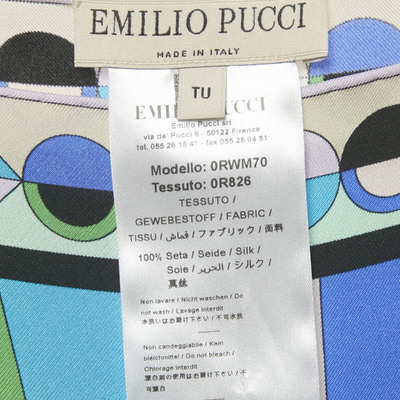 EMILIO PUCCI
MADE IN ITALY
TU
EMILIO PUCCI
Emilio Pucci srl
via de' Pucci 6 - 50122 Firenze
tel. 055 26 18 41 - fax 055 28 04 51
Modello: 0RWM70
Tessuto: 0R826
TESSUTO /
GEWEBESTOFF / FABRIC /
TISSU / قماش / ファブリック / 面料
100% Seta / Seide / Silk /
Soie / الحرير / シルク /
真丝
Non lavare / Nicht waschen / Do
not wash / Lavage interdit
水洗いはお避け下さい / 不可水洗
Non candeggiabile / Kein
bleichmittel / Do not bleach /
Chlorage interdit
漂白剤の使用はお避け下さい / 不可